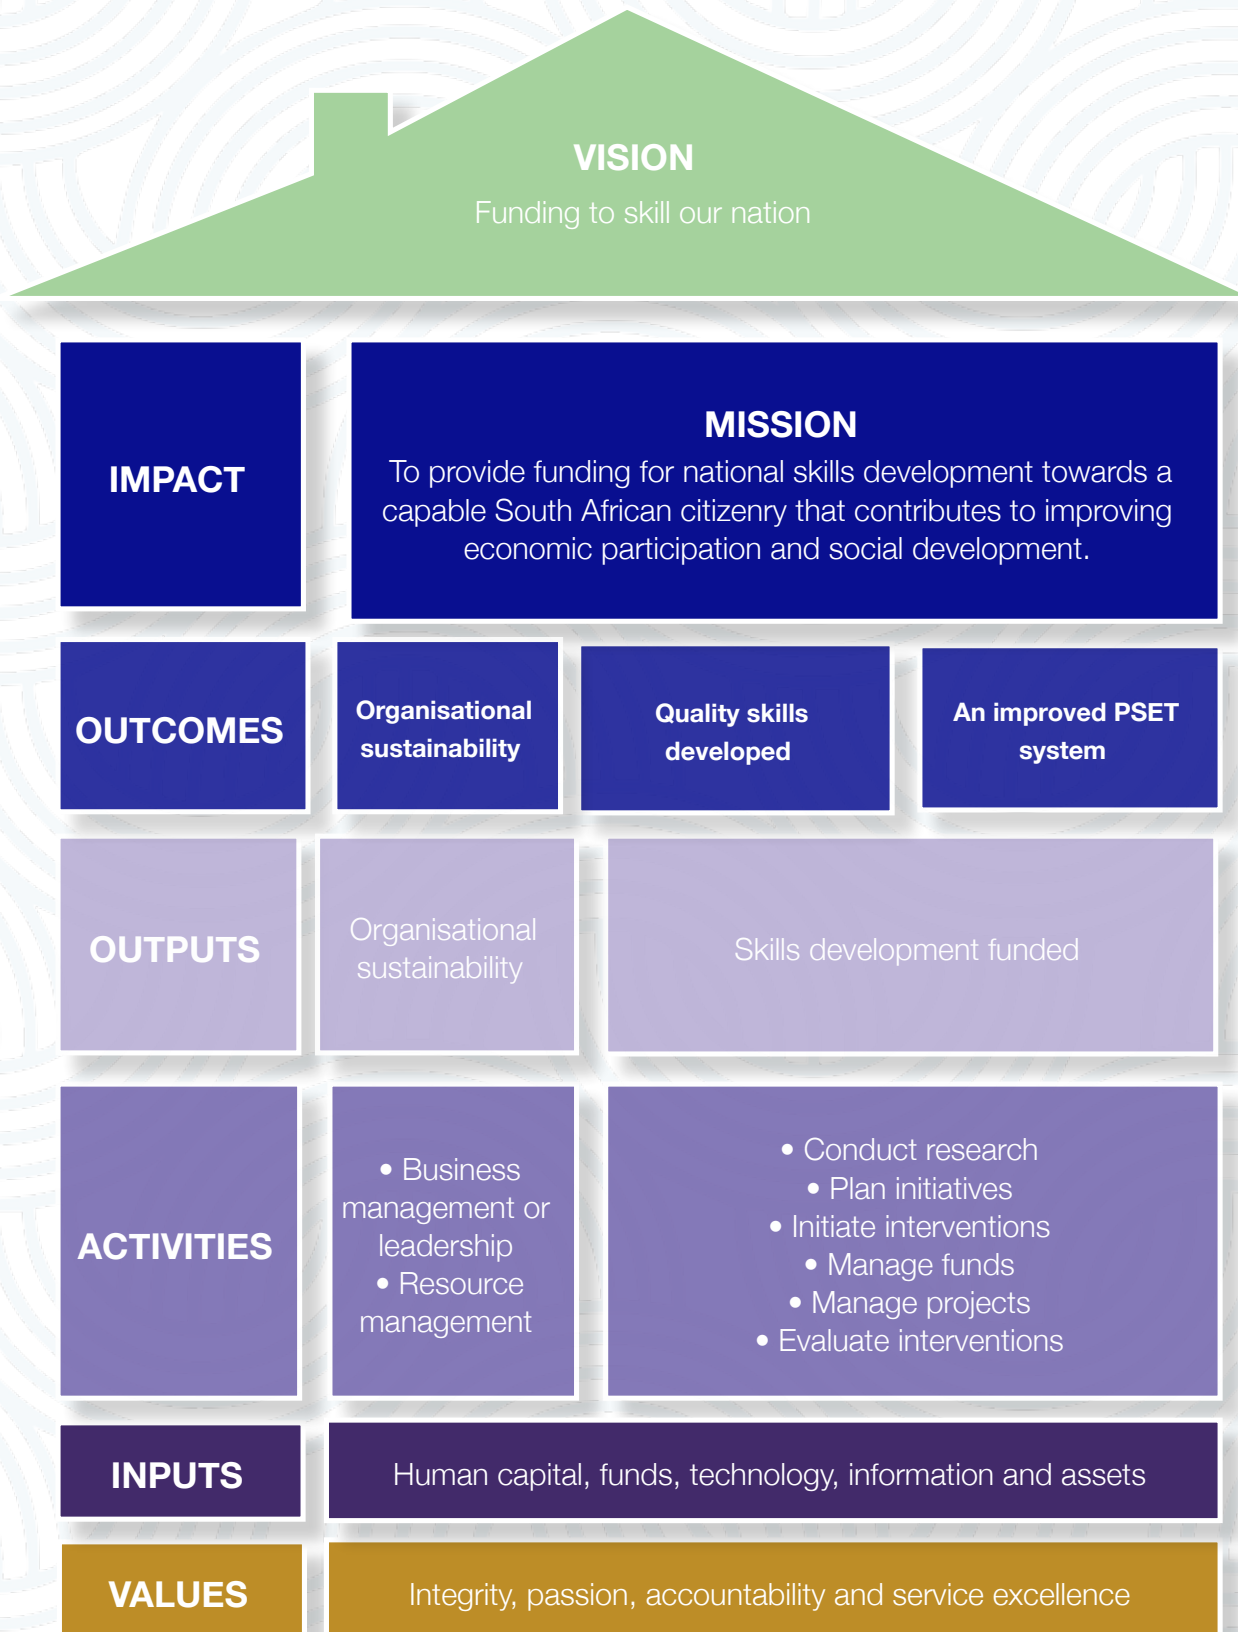 VISION
Funding to skill our nation
IMPACT
MISSION
To provide funding for national skills development towards a
capable South African citizenry that contributes to improving
economic participation and social development.
OUTCOMES
Organisational
sustainability
Quality skills
developed
An improved PSET
system
OUTPUTS
Organisational
sustainability
Skills development funded
ACTIVITIES
• Business
management or
leadership
• Resource
management
• Conduct research
• Plan initiatives
• Initiate interventions
• Manage funds
• Manage projects
• Evaluate interventions
INPUTS
Human capital, funds, technology, information and assets
VALUES
Integrity, passion, accountability and service excellence